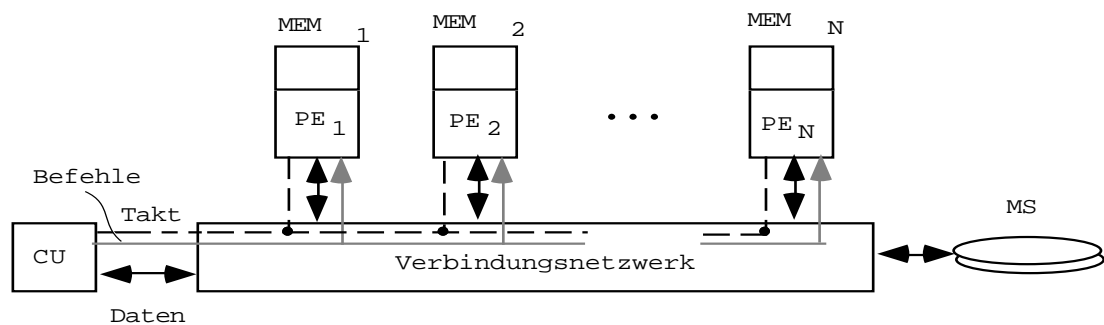 MEM 1
MEM 2
MEM N
PE 1
PE 2
. . .
PE N
Befehle
Takt
MS
CU
Verbindungsnetzwerk
Daten